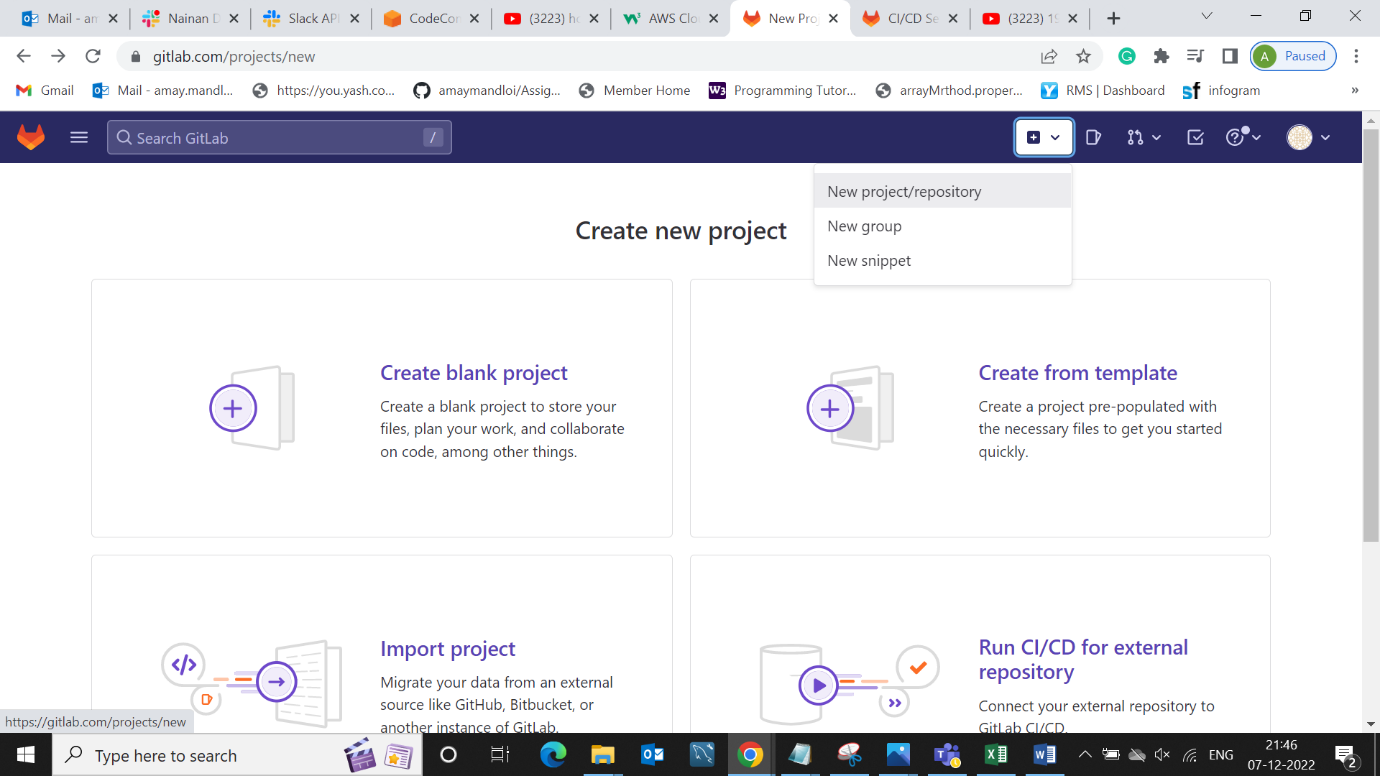 Mail - am
Nainan D
Slack API
CodeCon
(3223) h
AWS Clo
New Proj
CI/CD Se
(3223) 19
gitlab.com/projects/new
A
Paused
Gmail
Mail - amay.mandl...
https://you.yash.co...
amaymandloi/Assig...
Member Home
W3
Programming Tutor...
arrayMrthod.proper...
RMS | Dashboard
sf
infogram
»
Search GitLab
/
New project/repository
New group
New snippet
Create new project
Create blank project
Create a blank project to store your
files, plan your work, and collaborate
on code, among other things.
Create from template
Create a project pre-populated with
the necessary files to get you started
quickly.
Import project
Migrate your data from an external
source like GitHub, Bitbucket, or
another instance of GitLab.
Run CI/CD for external
repository
Connect your external repository to
GitLab CI/CD.
https://gitlab.com/projects/new
Type here to search
ENG
21:46
07-12-2022
2